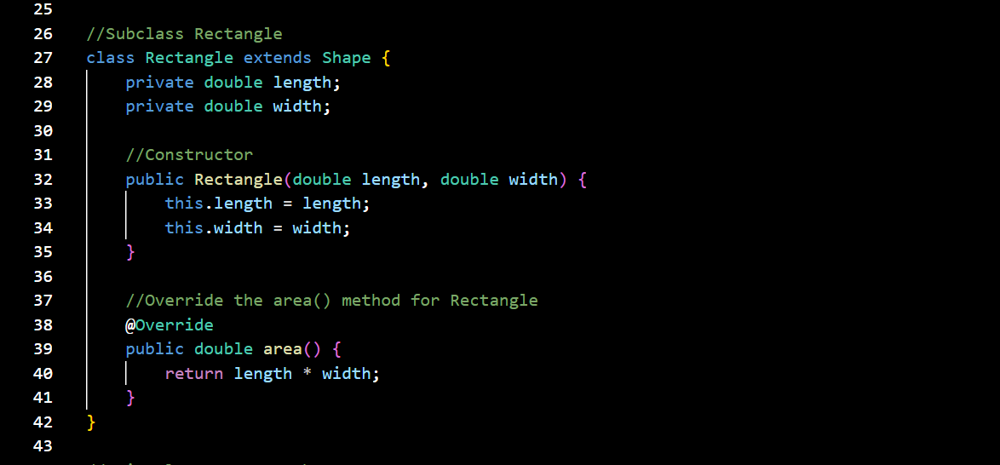 25
26 //Subclass Rectangle
27 class Rectangle extends Shape {
28     private double length;
29     private double width;
30
31     //Constructor
32     public Rectangle(double length, double width) {
33         this.length = length;
34         this.width = width;
35     }
36
37     //Override the area() method for Rectangle
38     @Override
39     public double area() {
40         return length * width;
41     }
42 }
43